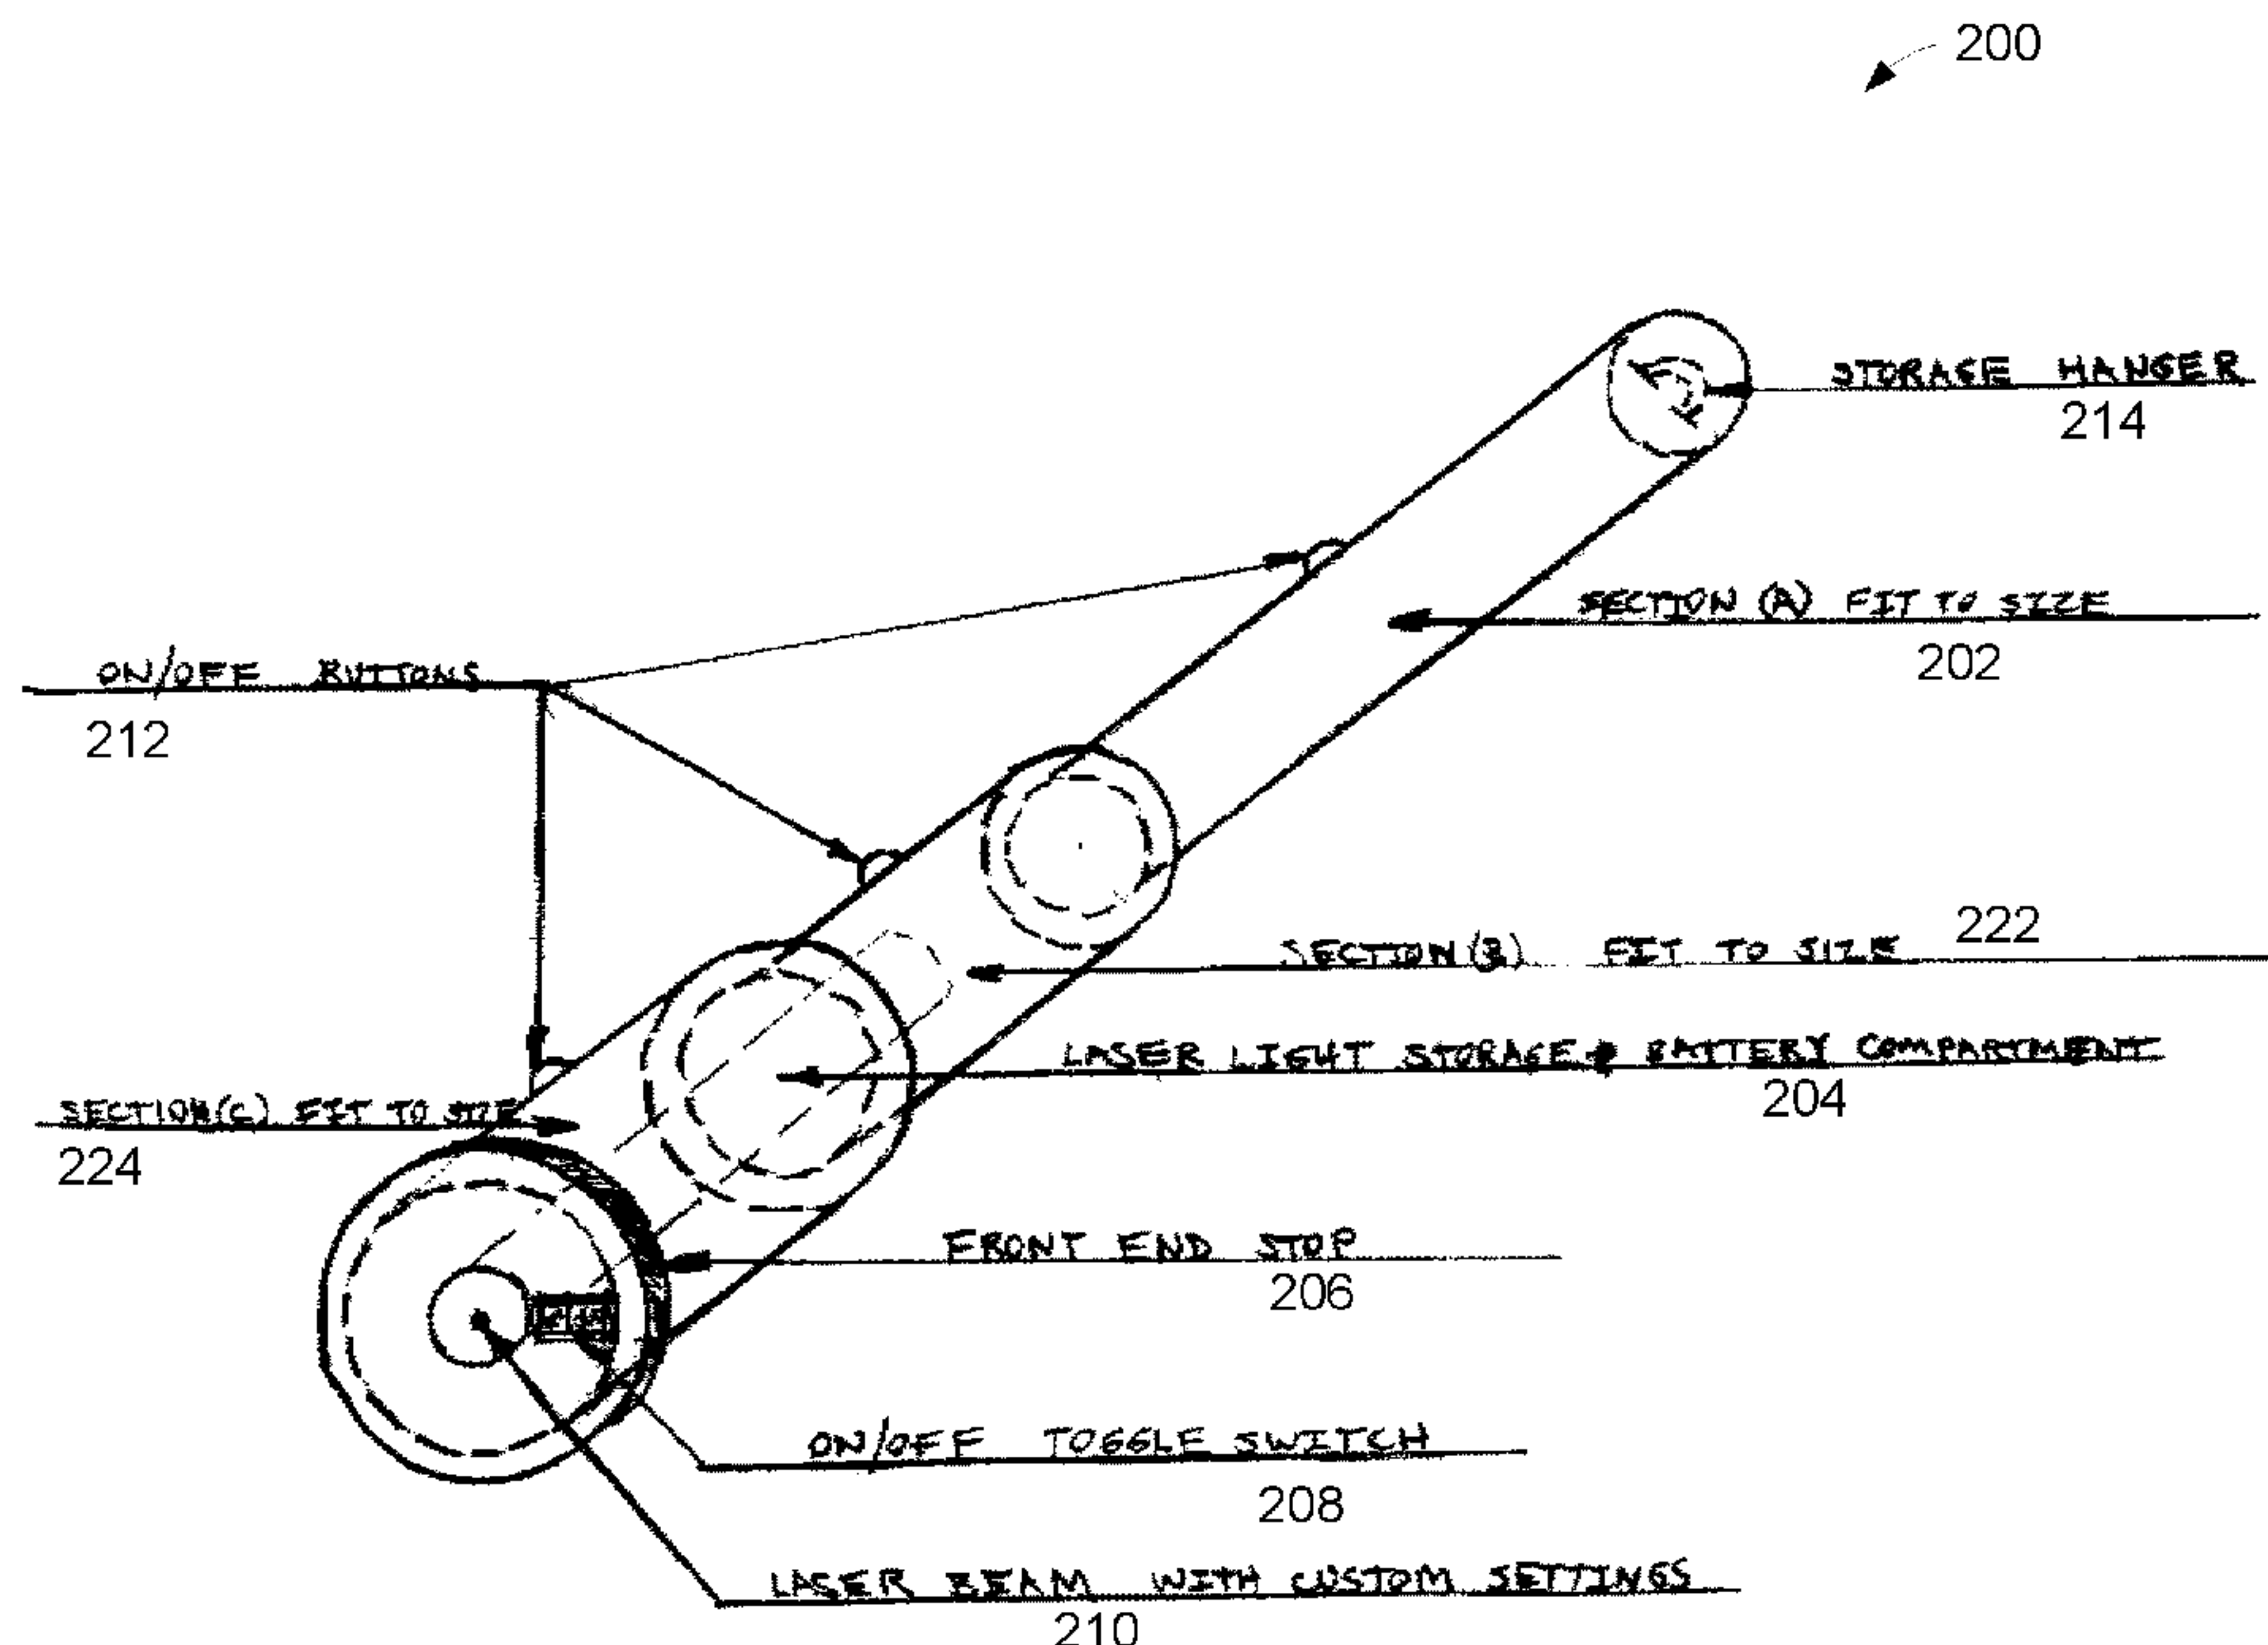 200
STORAGE HANGER
214
SECTION (A) FIT TO SIZE
202
ON/OFF BUTTONS
212
222
SECTION (B) FIT TO SIZE
LASER LIGHT STORAGE & BATTERY COMPARTMENT
204
SECTION (C) FIT TO SIZE
224
FRONT END STOP
206
ON/OFF TOGGLE SWITCH
208
LASER BEAM WITH CUSTOM SETTINGS
210